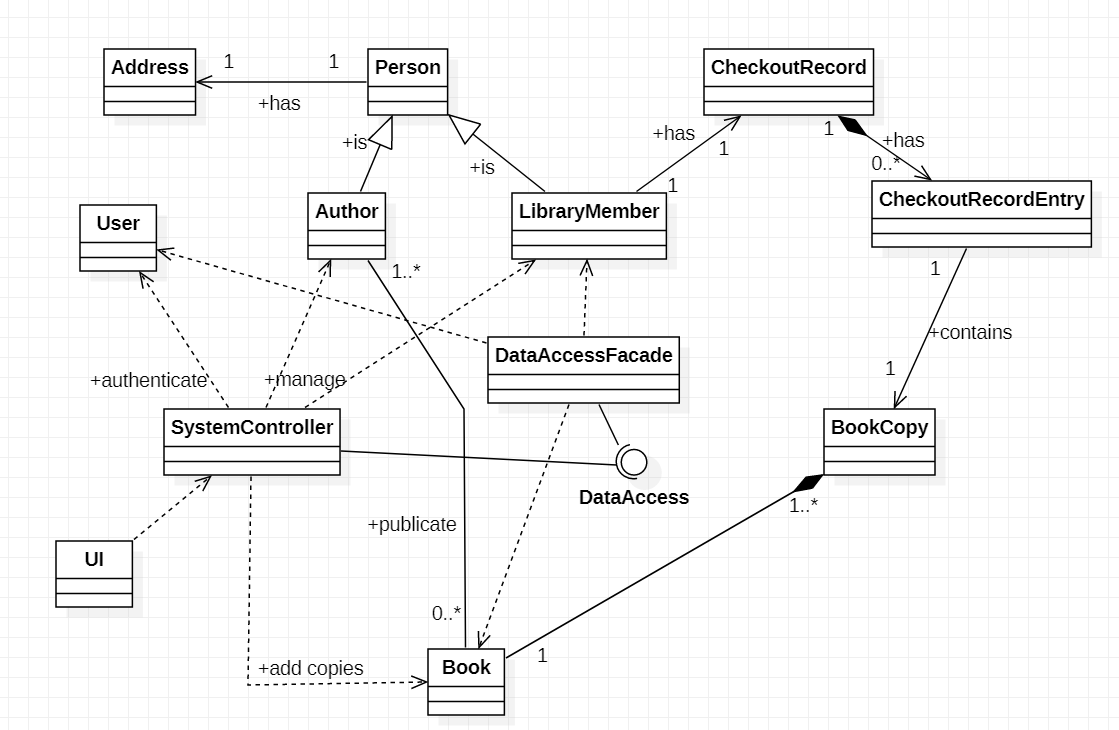 Address
1
1
+has
Person
CheckoutRecord
+is
+is
+has
1
1
1
+has
0..*
CheckoutRecordEntry
User
Author
LibraryMember
1..*
1
+contains
1
DataAccessFacade
+authenticate
+manage
SystemController
BookCopy
DataAccess
1..*
+publicate
UI
0..*
+add copies
Book
1